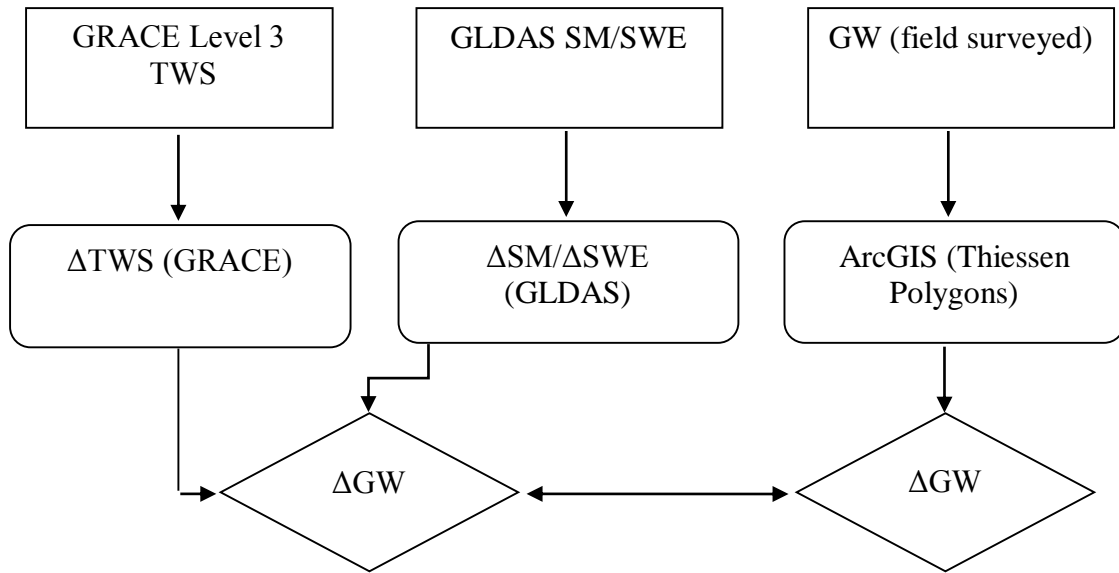 GRACE Level 3
TWS
GLDAS SM/SWE
GW (field surveyed)
ΔTWS (GRACE)
ΔSM/ΔSWE
(GLDAS)
ArcGIS (Thiessen
Polygons)
ΔGW
ΔGW